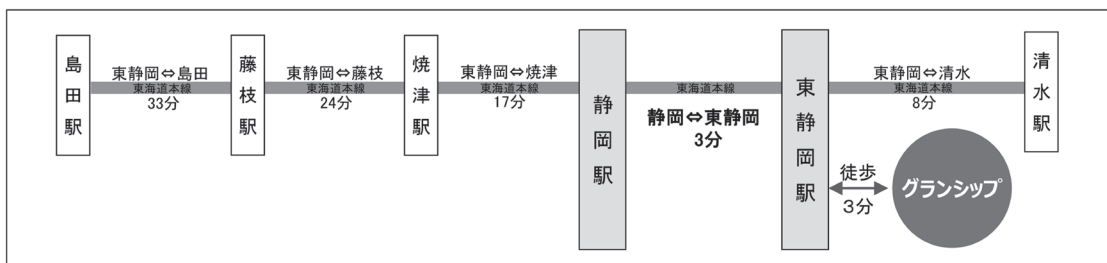 島田駅
東静岡⇔島田
東海道本線
33分
藤枝駅
東静岡⇔藤枝
東海道本線
24分
焼津駅
東静岡⇔焼津
東海道本線
17分
静岡駅
東海道本線
静岡⇔東静岡
3分
東静岡駅
東静岡⇔清水
東海道本線
8分
清水駅
徒歩
3分
グランシップ